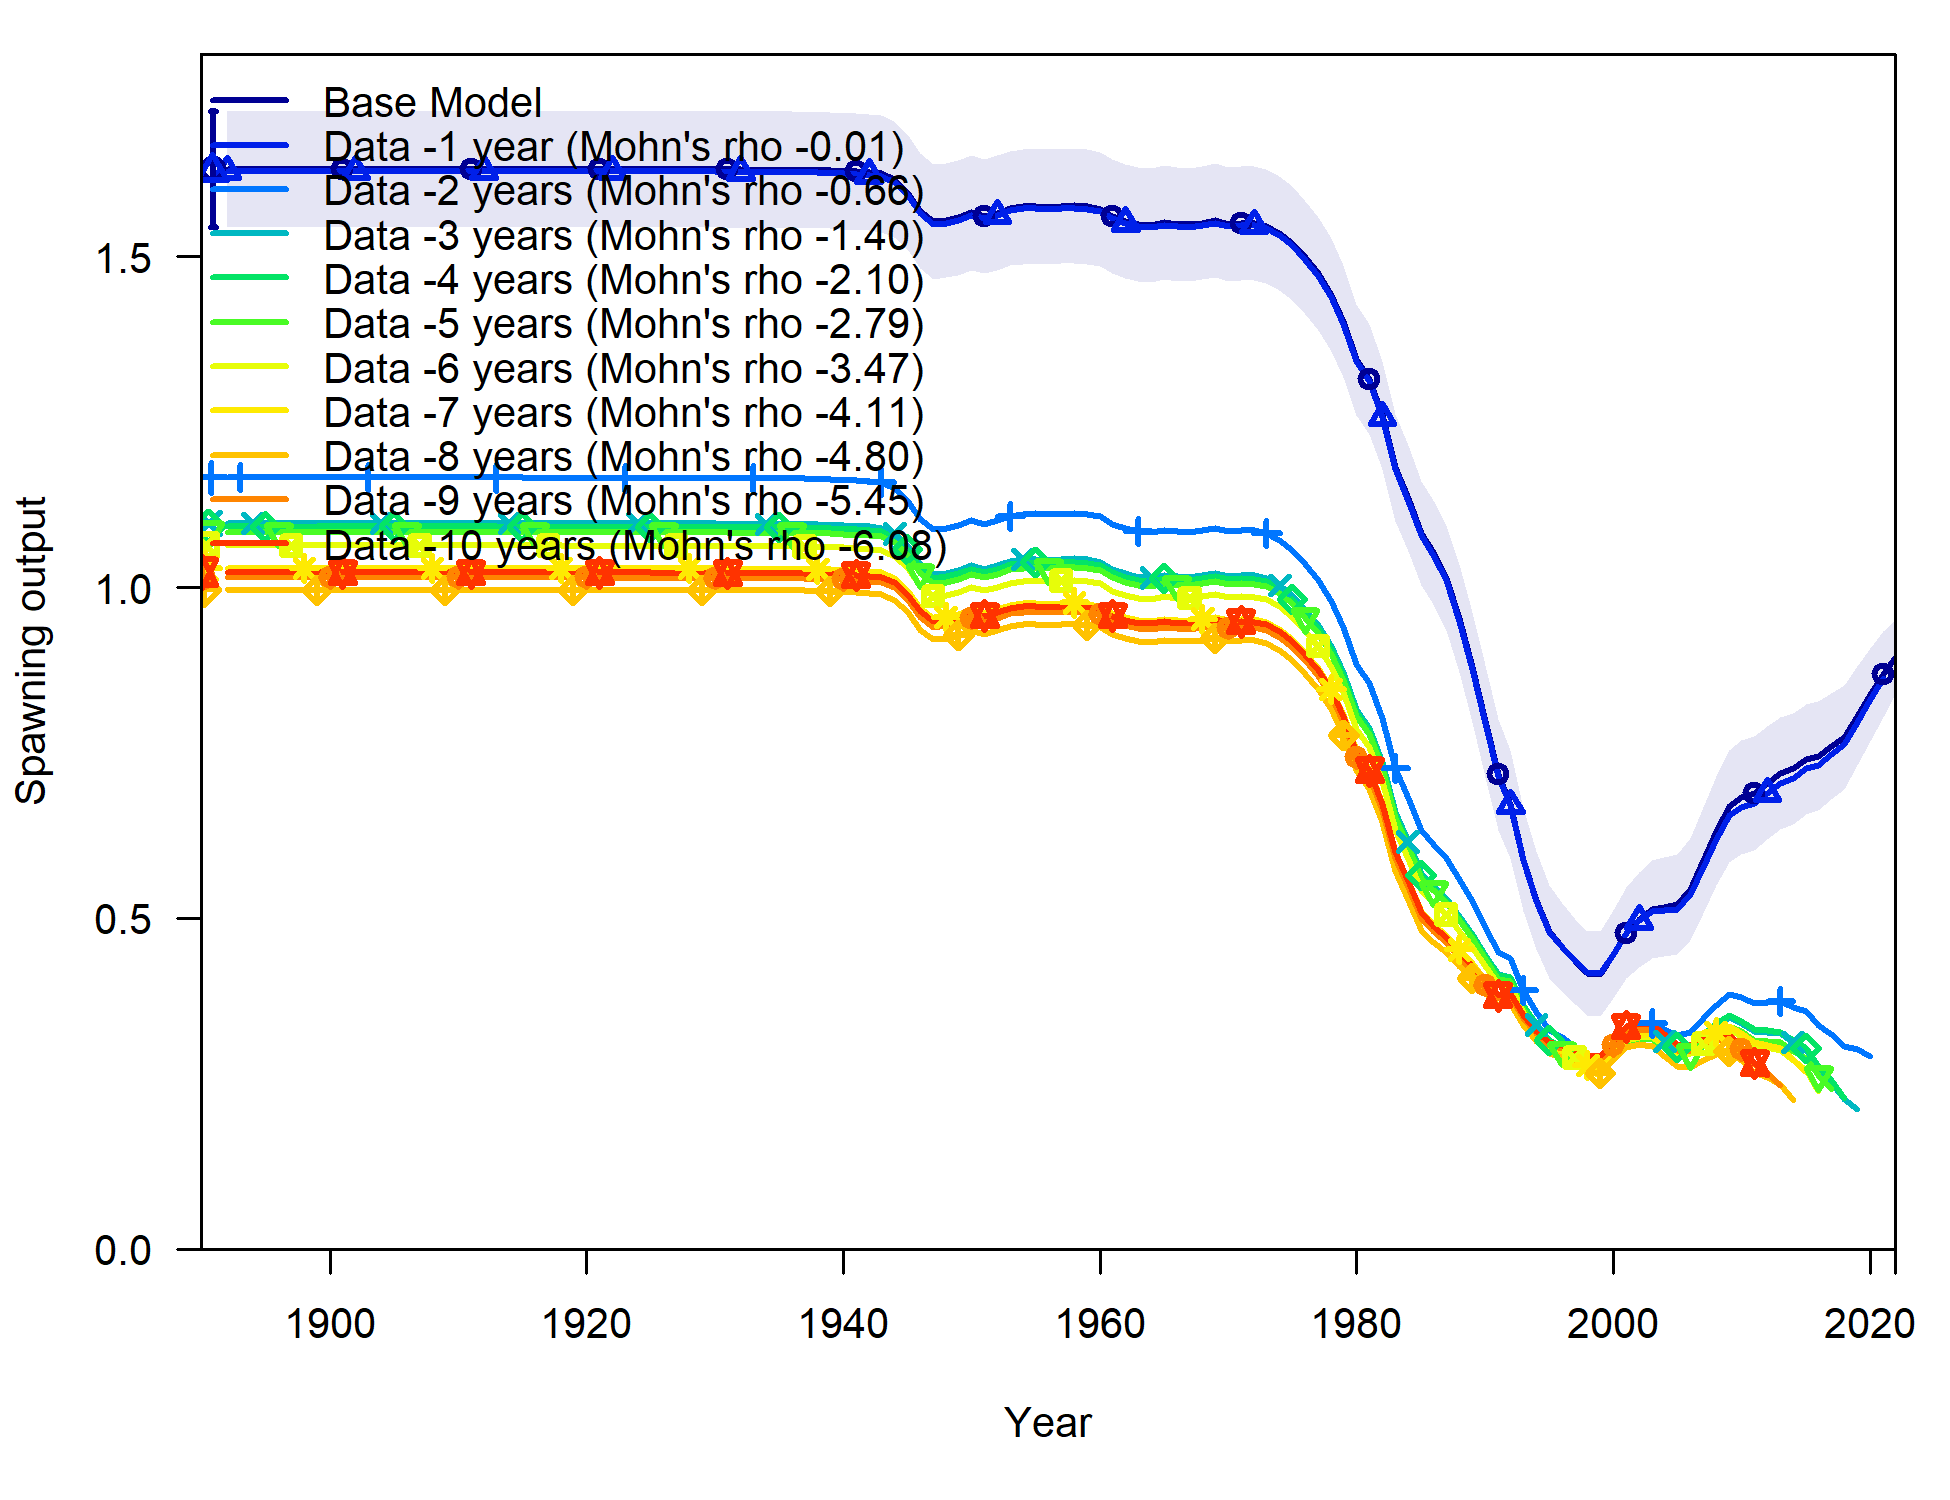 Base Model
Data -1 year (Mohn's rho -0.01)
Data -2 years (Mohn's rho -0.66)
Data -3 years (Mohn's rho -1.40)
Data -4 years (Mohn's rho -2.10)
Data -5 years (Mohn's rho -2.79)
Data -6 years (Mohn's rho -3.47)
Data -7 years (Mohn's rho -4.11)
Data -8 years (Mohn's rho -4.80)
Data -9 years (Mohn's rho -5.45)
Data -10 years (Mohn's rho -6.08)
1.5
1.0
0.5
0.0
Spawning output
1900 1920 1940 1960 1980 2000 2020
Year